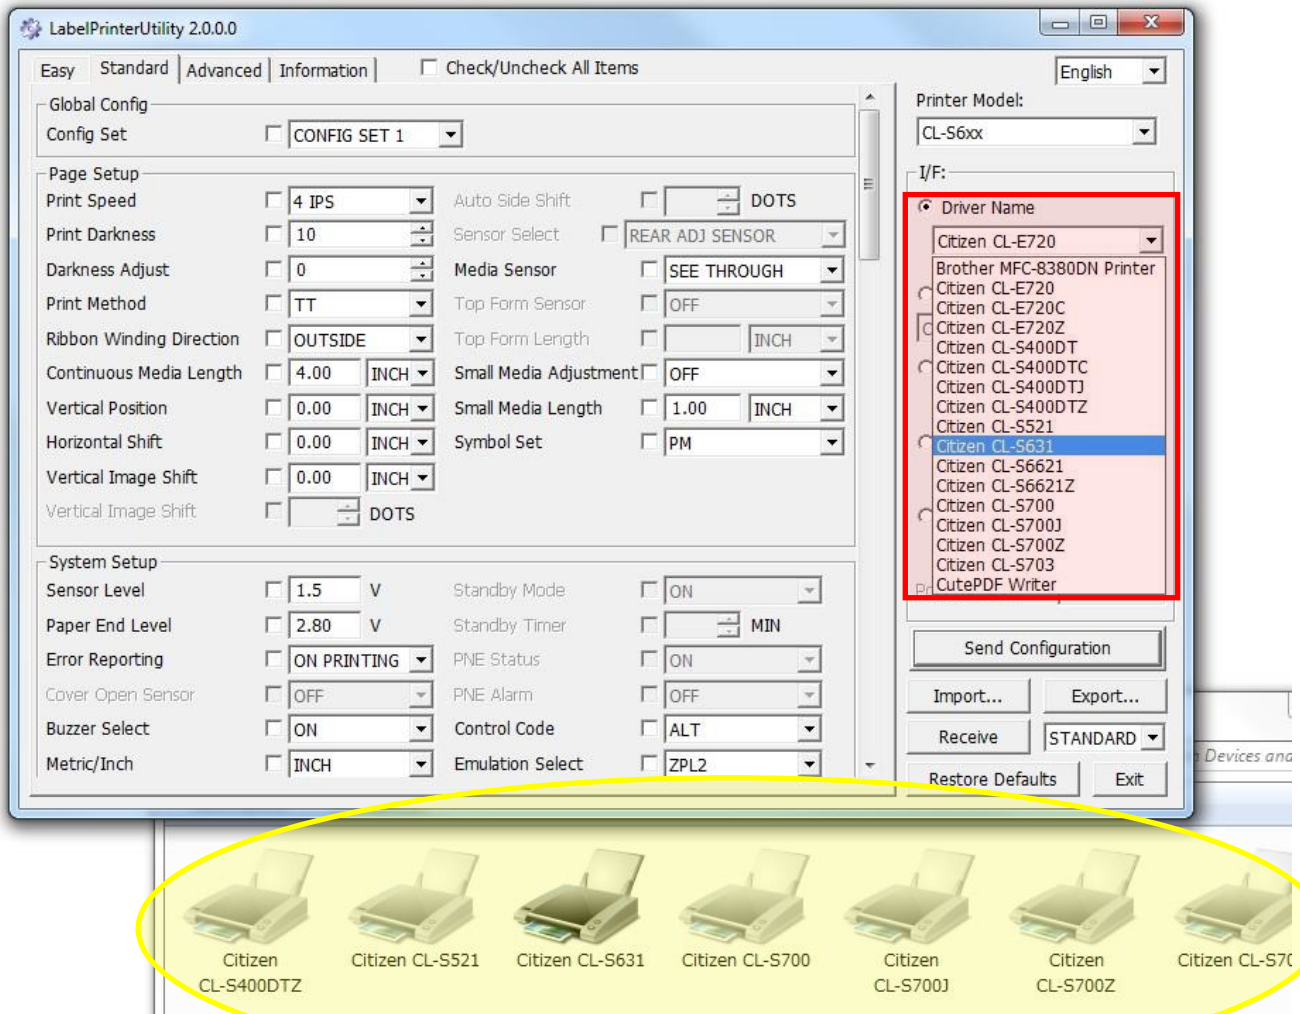 LabelPrinterUtility 2.0.0.0
Easy Standard Advanced Information Check/Uncheck All Items English
Global Config
Config Set CONFIG SET 1
Page Setup
Print Speed 4 IPS Auto Side Shift DOTS
Print Darkness 10 Sensor Select REAR ADJ SENSOR
Darkness Adjust 0 Media Sensor SEE THROUGH
Print Method TT Top Form Sensor OFF
Ribbon Winding Direction OUTSIDE Top Form Length INCH
Continuous Media Length 4.00 INCH Small Media Adjustment OFF
Vertical Position 0.00 INCH Small Media Length 1.00 INCH
Horizontal Shift 0.00 INCH Symbol Set PM
Vertical Image Shift 0.00 INCH
Vertical Image Shift DOTS
System Setup
Sensor Level 1.5 V Standby Mode ON
Paper End Level 2.80 V Standby Timer MIN
Error Reporting ON PRINTING PNE Status ON
Cover Open Sensor OFF PNE Alarm OFF
Buzzer Select ON Control Code ALT
Metric/Inch INCH Emulation Select ZPL2
Printer Model:
CL-S6xx
I/F:
Driver Name
Citizen CL-E720
Brother MFC-8380DN Printer
Citizen CL-E720
Citizen CL-E720C
Citizen CL-E720Z
Citizen CL-S400DT
Citizen CL-S400DTC
Citizen CL-S400DTJ
Citizen CL-S400DTZ
Citizen CL-S521
Citizen CL-S631
Citizen CL-S6621
Citizen CL-S6621Z
Citizen CL-S700
Citizen CL-S700J
Citizen CL-S700Z
Citizen CL-S703
CutePDF Writer
Send Configuration
Import... Export...
Receive STANDARD
Restore Defaults Exit
Devices and
Citizen CL-S400DTZ
Citizen CL-S521
Citizen CL-S631
Citizen CL-S700
Citizen CL-S700J
Citizen CL-S700Z
Citizen CL-S70